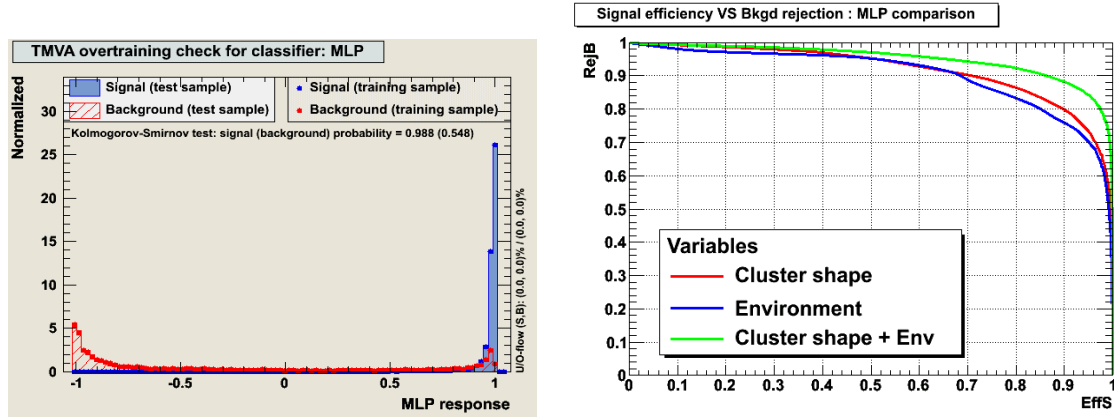 TMVA overtraining check for classifier: MLP
Normalized
Signal (test sample)
Background (test sample)
Signal (training sample)
Background (training sample)
Kolmogorov-Smirnov test: signal (background) probability = 0.988 (0.548)
30
25
20
15
10
5
0
-1 -0.5 0 0.5 1
MLP response
U/O-flow (S,B): (0.0, 0.0)% / (0.0, 0.0)%
Signal efficiency VS Bkgd rejection : MLP comparison
RejB
1
0.9
0.8
0.7
0.6
0.5
0.4
0.3
0.2
0.1
0
Variables
Cluster shape
Environment
Cluster shape + Env
0 0.1 0.2 0.3 0.4 0.5 0.6 0.7 0.8 0.9 1
EffS